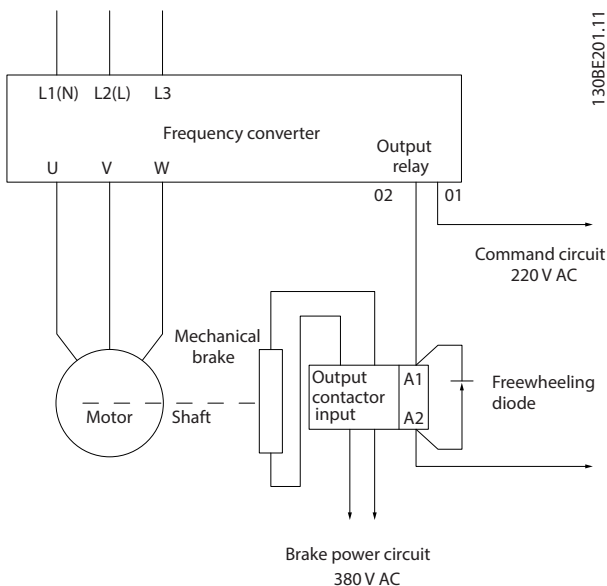 130BE201.11
L1(N) L2(L) L3
Frequency converter
Output
relay
U V W
02 01
Command circuit
220 V AC
Mechanical
brake
Output
contactor
input
A1
A2
Freewheeling
diode
Motor Shaft
Brake power circuit
380 V AC